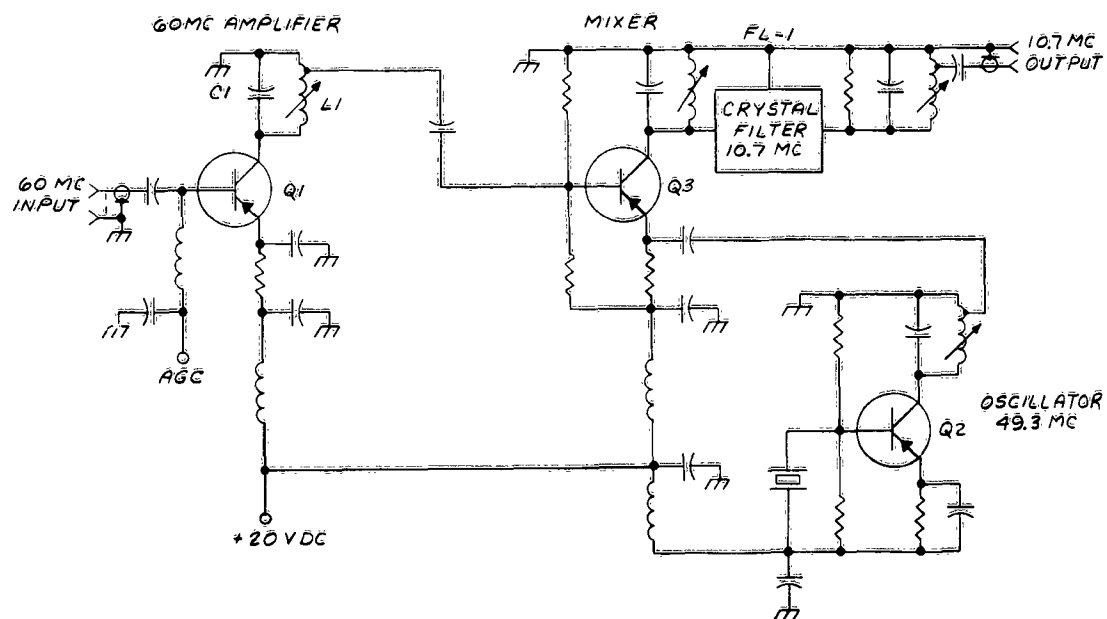 60MC AMPLIFIER
MIXER
FL-1
10.7 MC
OUTPUT
C1
L1
CRYSTAL
FILTER
10.7 MC
60 MC
INPUT
Q1
Q3
AGC
OSCILLATOR
49.3 MC
Q2
+20 VDC